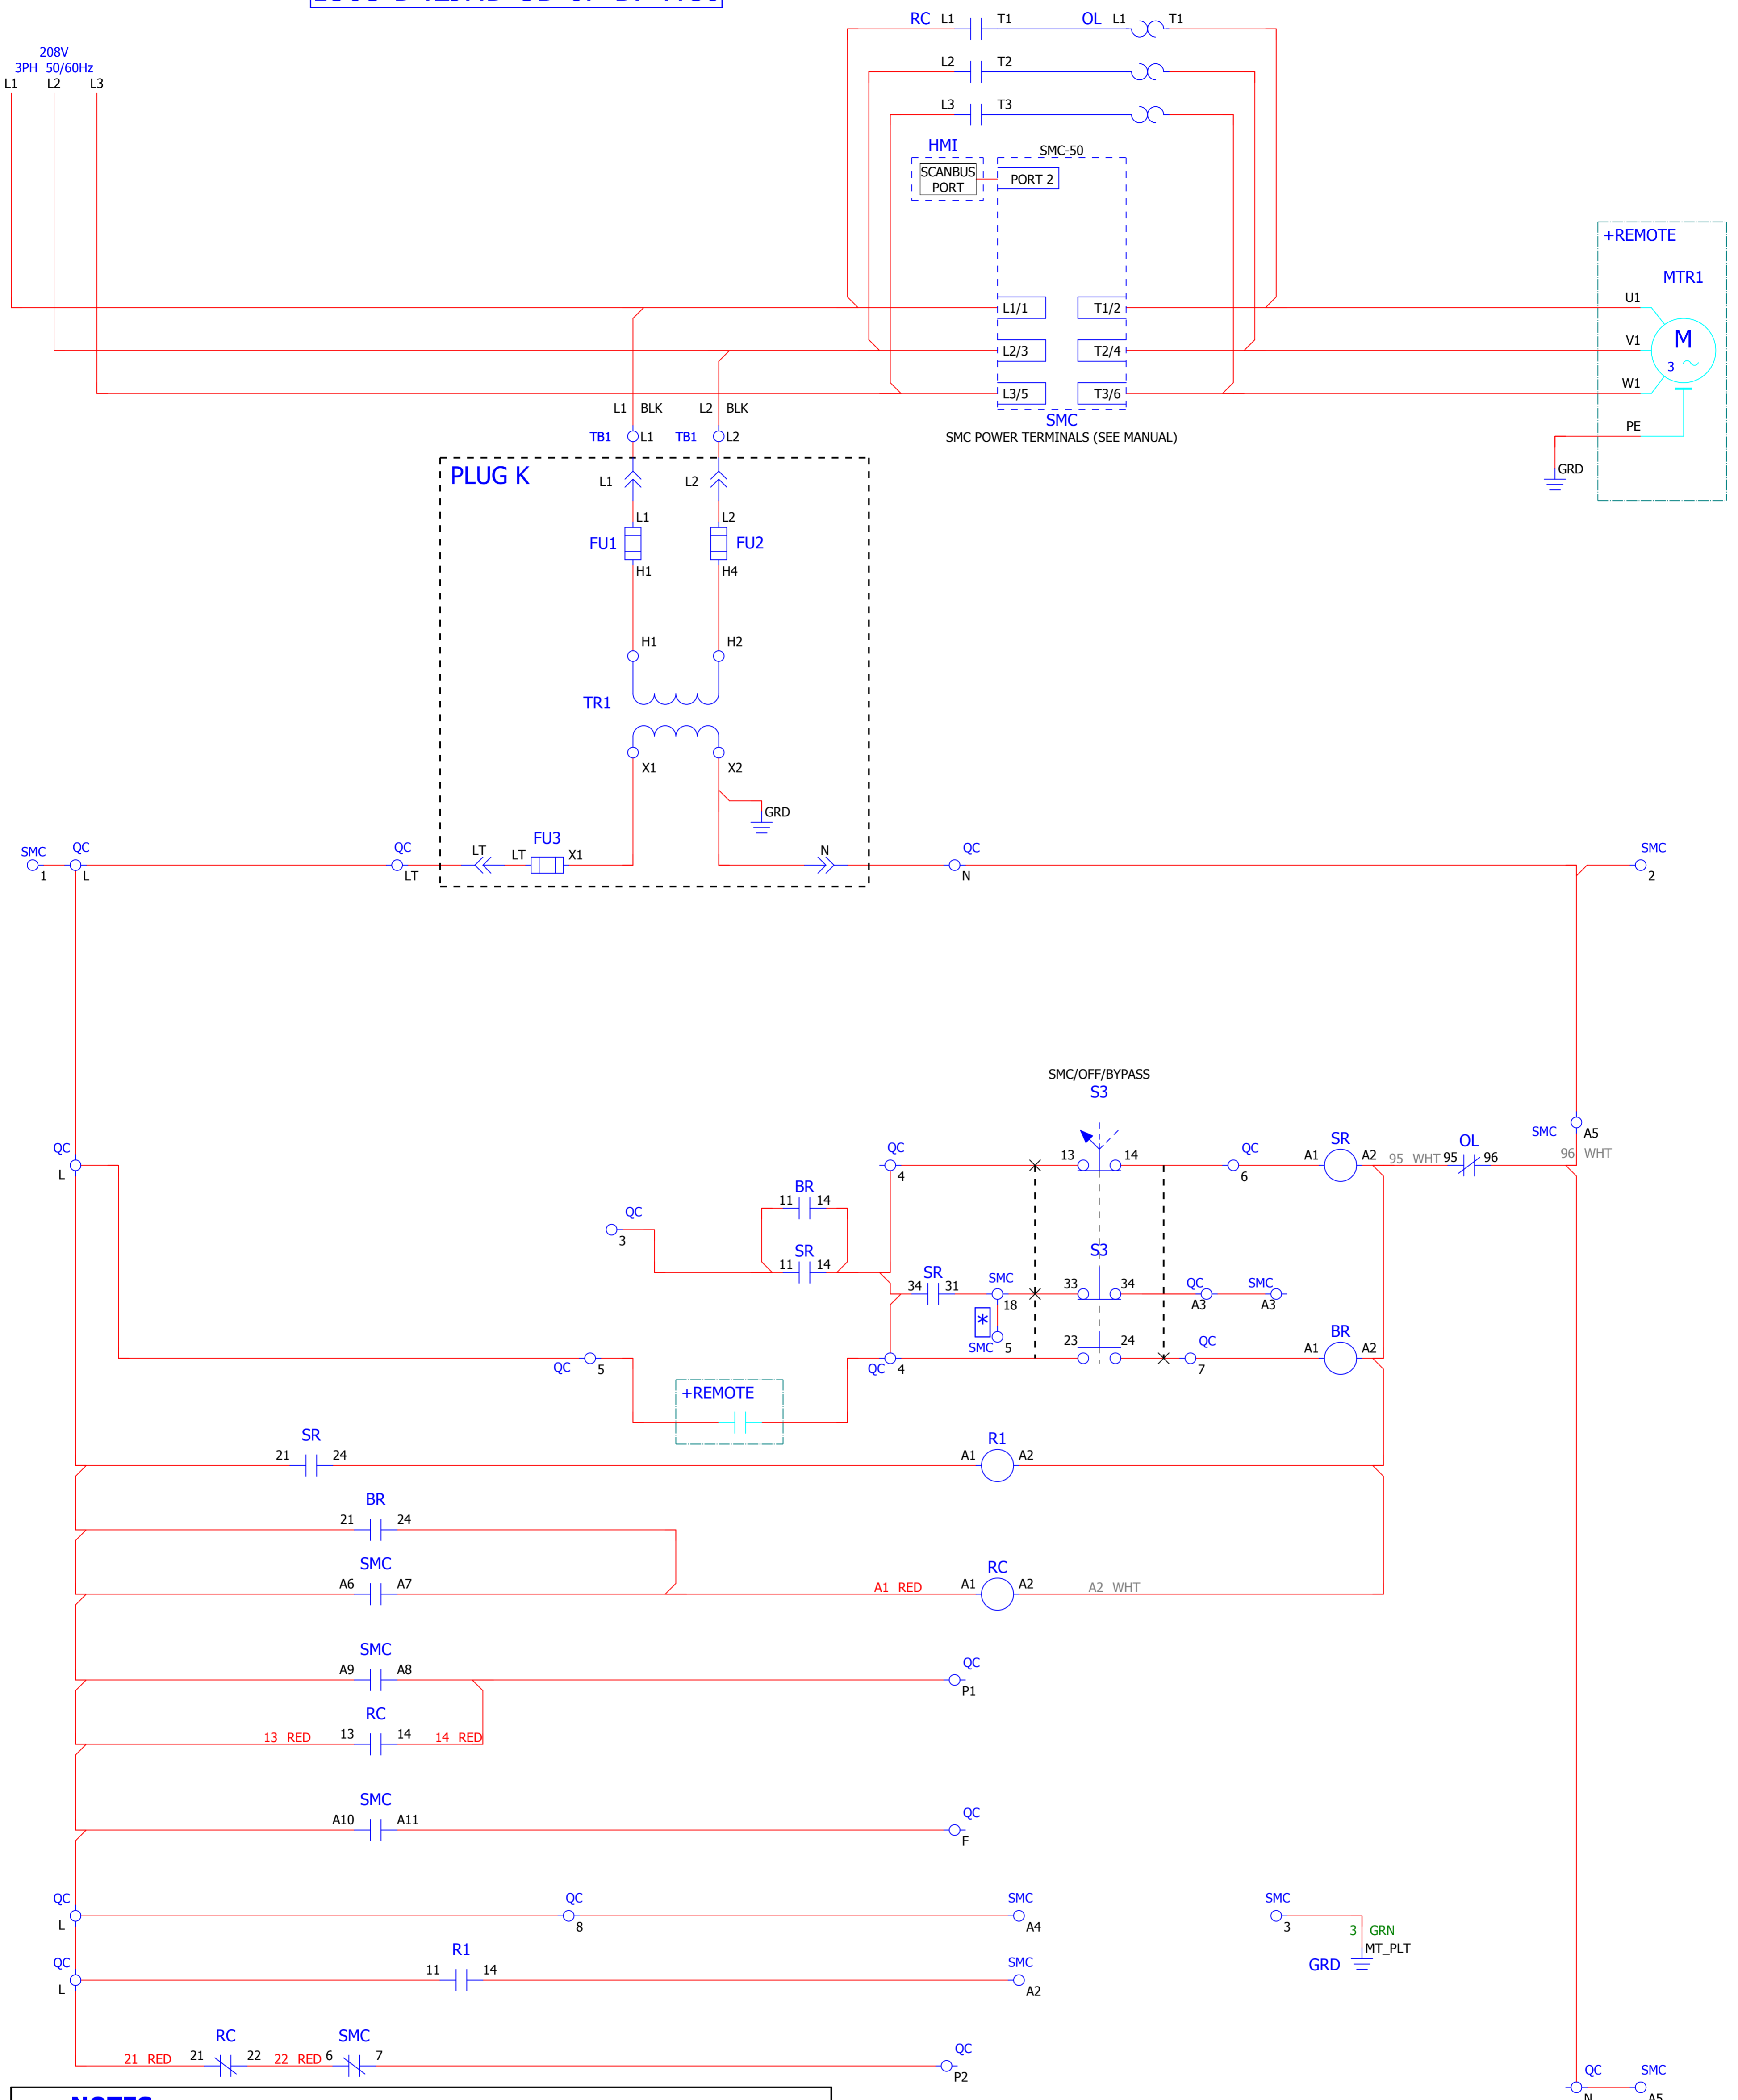 RC L1 T1 OL L1 T1
208V
3PH 50/60Hz
L1 L2 L3
L2 T2
L3 T3
HMI
SMC-50
SCANBUS
PORT
PORT 2
+REMOTE
MTR1
L1/1 T1/2 U1
L2/3 T2/4 V1
M
3
L3/5 T3/6 W1
L1 BLK L2 BLK
SMC
SMC POWER TERMINALS (SEE MANUAL)
PE
TB1 L1 TB1 L2
GRD
PLUG K
L1 L2
L1 L2
FU1 FU2
H1 H4
H1 H2
TR1
X1 X2
GRD
FU3
SMC QC QC LT LT X1 N QC SMC
1 L LT N 2
SMC/OFF/BYPASS
S3
SMC A5
QC QC 13 14 QC SR OL
A1 A2 95 WHT 95 96 96 WHT
L 4 6
BR
11 14
QC
3
SR S3
11 14
SR SMC 33 34 QC SMC
34 31
18 A3 A3
*
SMC 5
23 24 QC BR
A1 A2
QC 5 QC 4 7
+REMOTE
SR R1
21 24 A1 A2
BR
21 24
SMC RC
A6 A7 A1 RED A1 A2 A2 WHT
SMC
A9 A8 QC
P1
RC
13 RED 13 14 14 RED
SMC
A10 A11 QC
F
QC QC SMC SMC
L 8 A4 3
3 GRN
MT_PLT
GRD
QC R1 SMC
L 11 14 A2
RC SMC
21 RED 21 22 22 RED 6 7 QC
P2
QC SMC
N A5
NOTES